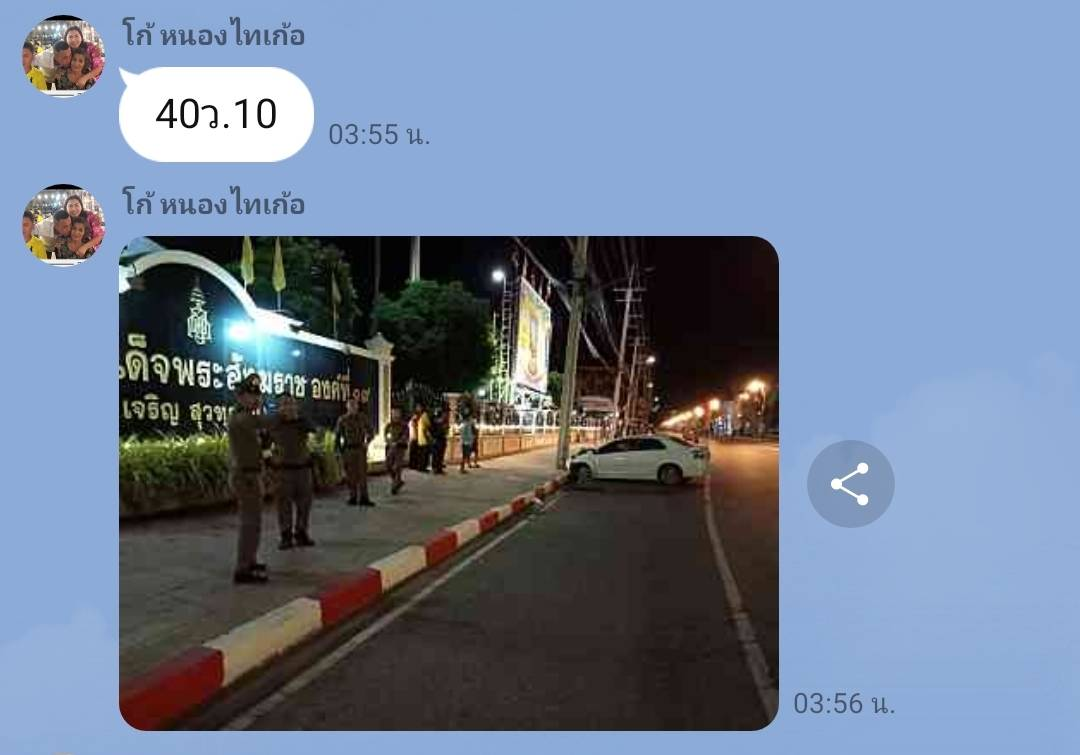 โก้ หนองไทเก้อ
40ว.10
03:55 น.
โก้ หนองไทเก้อ
เด็จพระสังฆราช องค์ที่ ๑๙
เจริญ สุวฑ
03:56 น.